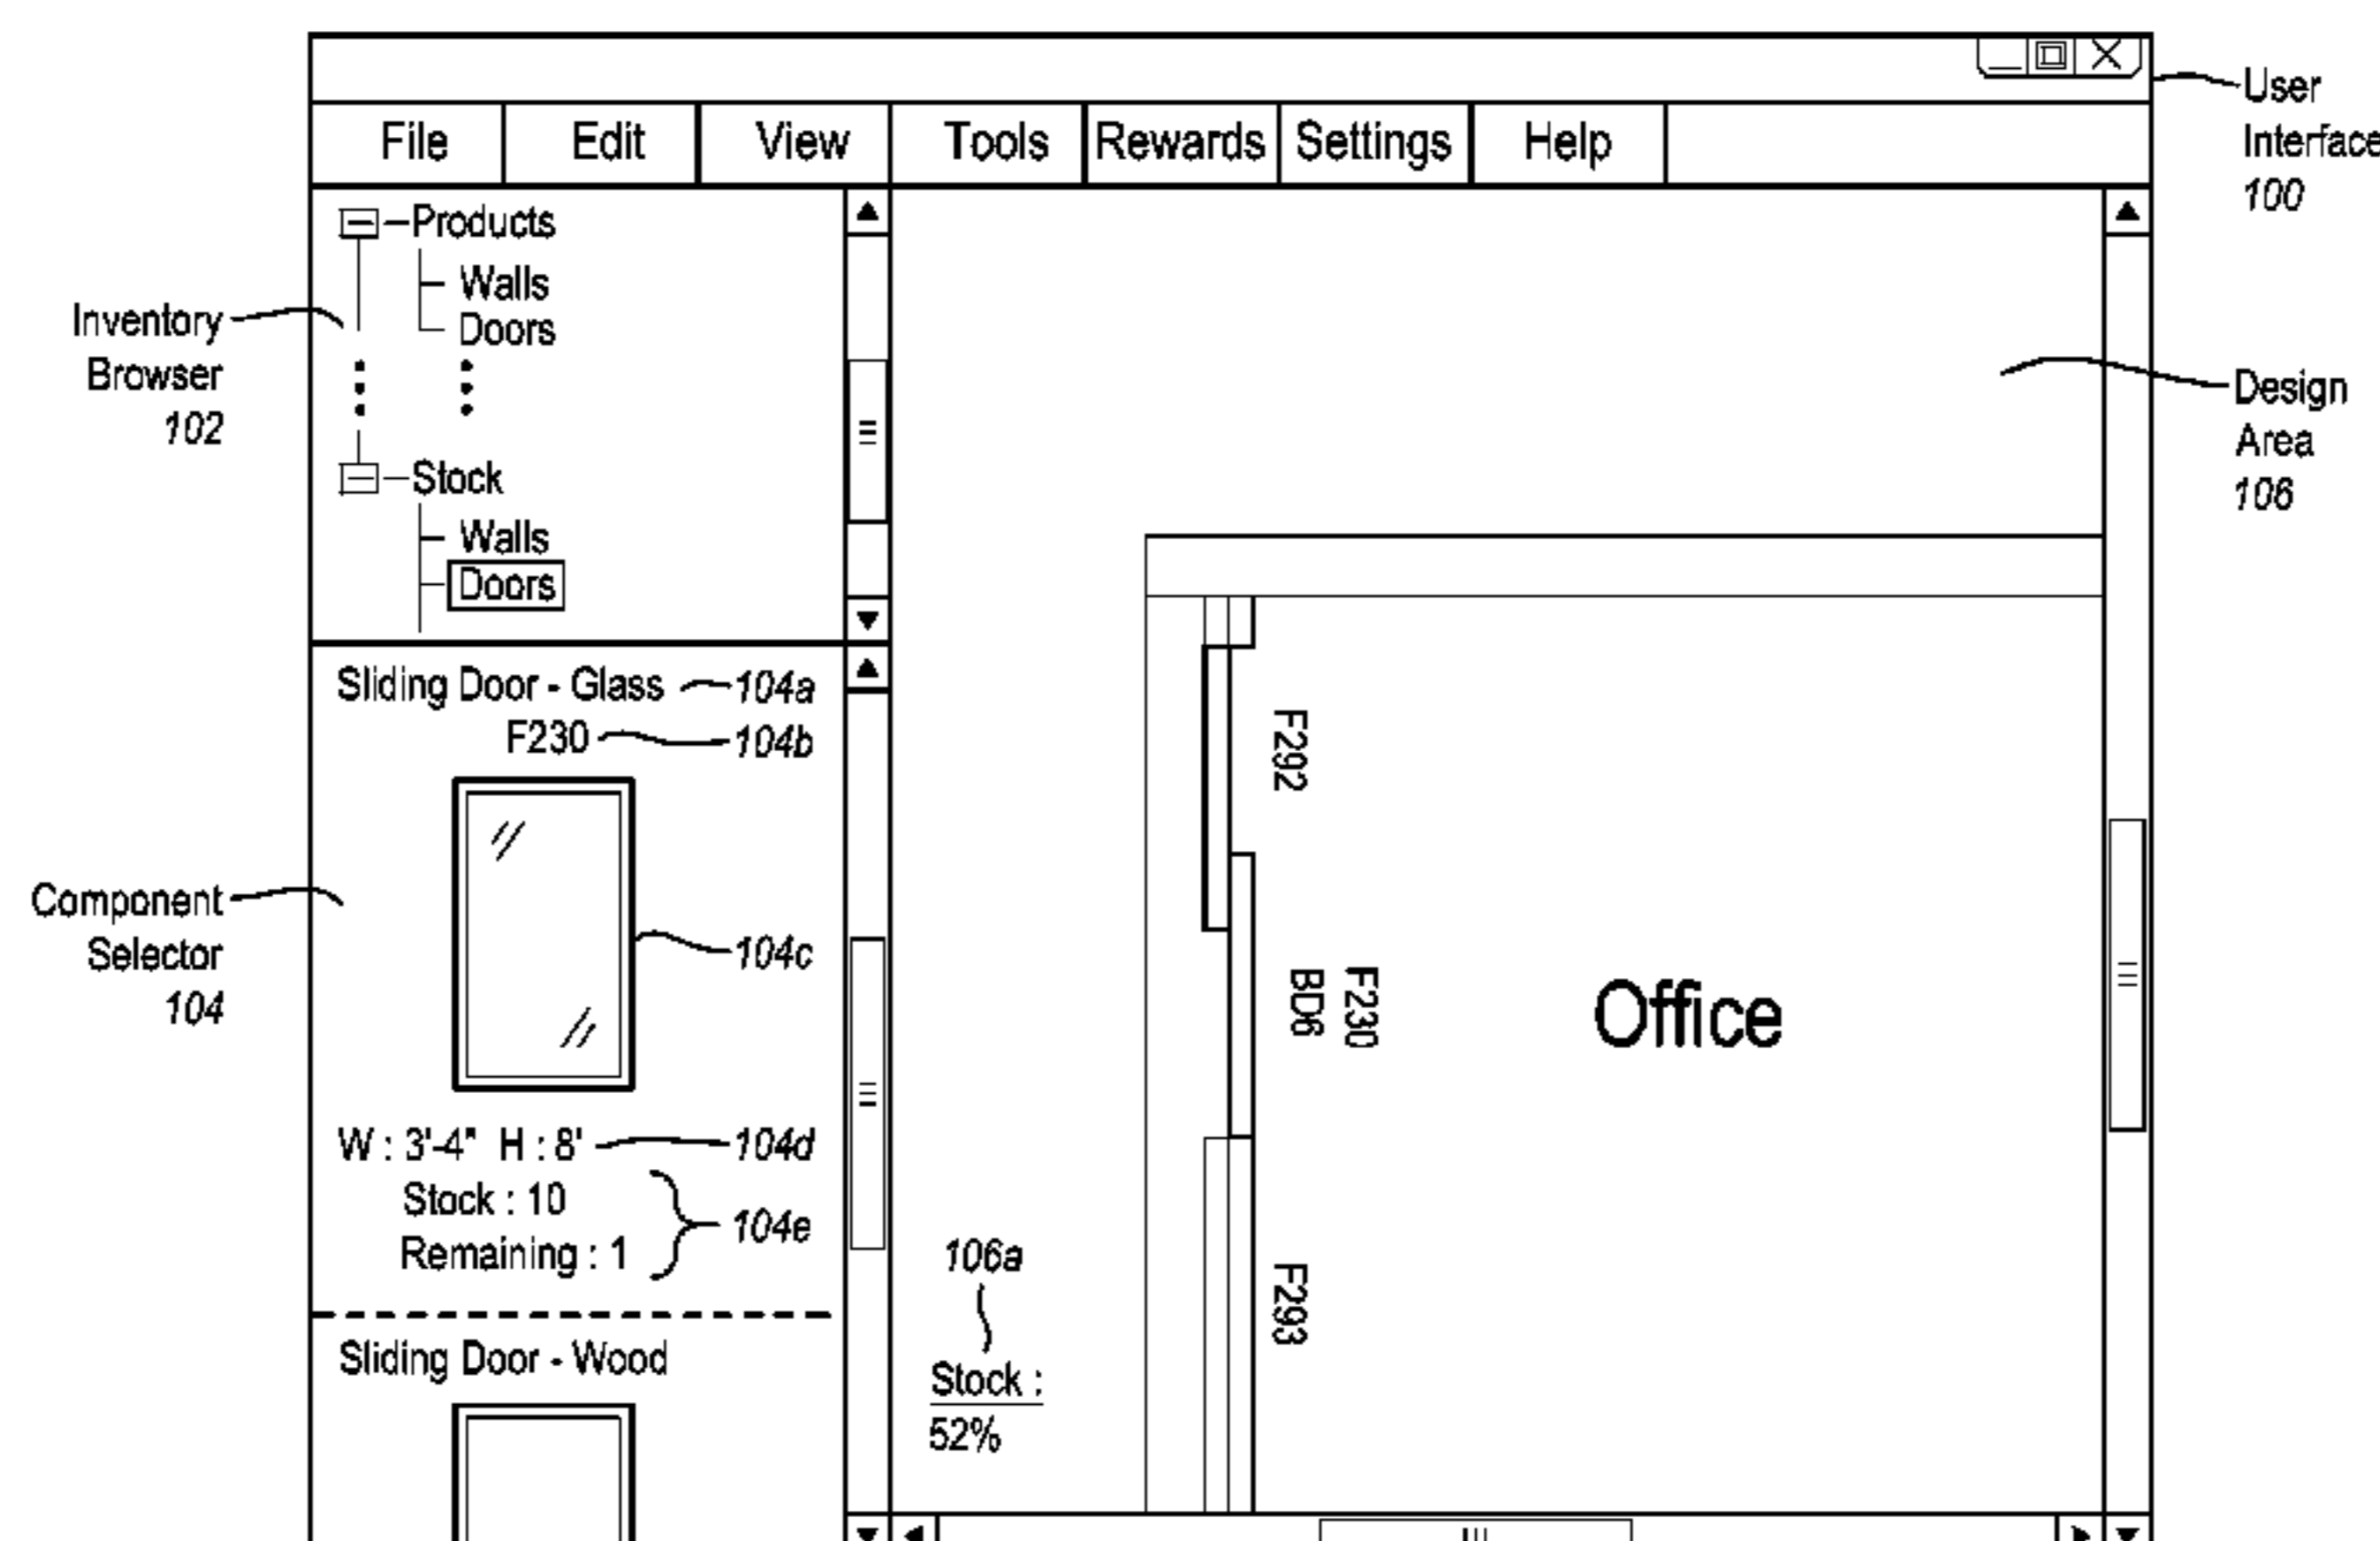 User
Interface
100
File Edit View Tools Rewards Settings Help
Products
Walls
Doors
Stock
Walls
Doors
Inventory
Browser
102
Design
Area
106
Sliding Door - Glass 104a
F230 104b
104c
Component
Selector
104
W : 3'-4" H : 8' 104d
Stock : 10
Remaining : 1
104e
Sliding Door - Wood
F292
F230
BD6
F293
Office
106a
Stock :
52%